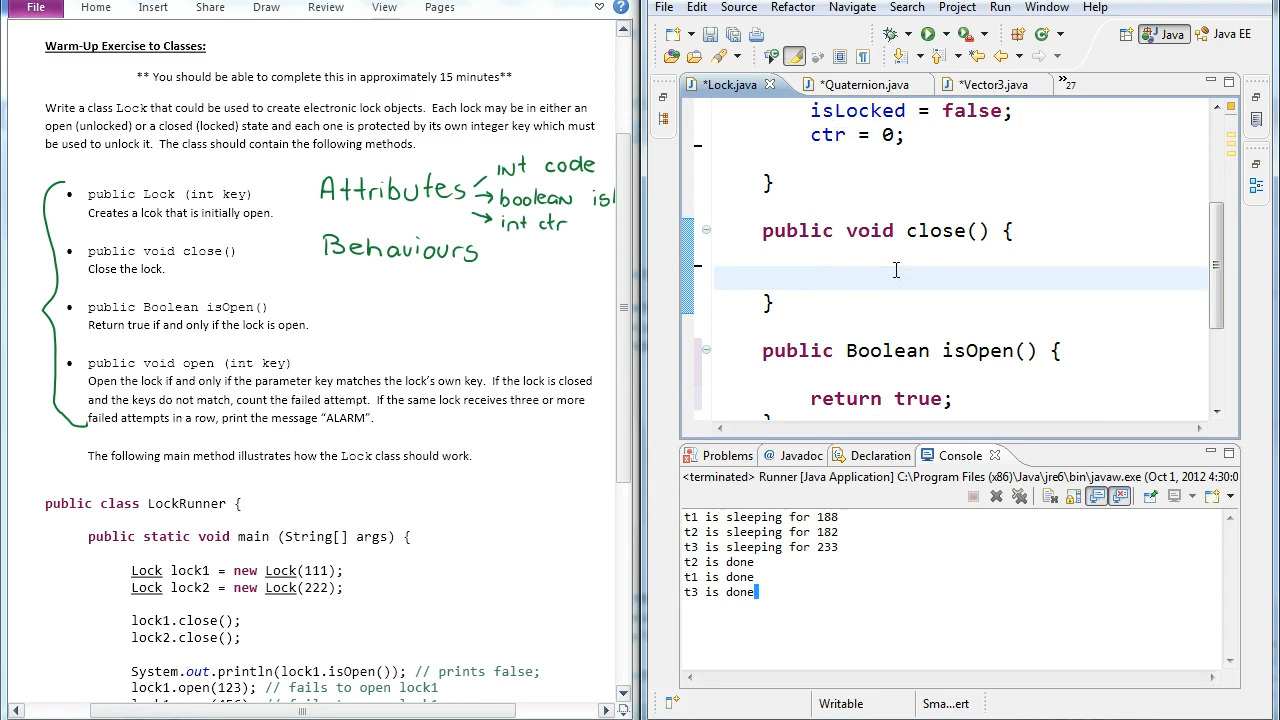 File Home Insert Share Draw Review View Pages
Warm-Up Exercise to Classes:
** You should be able to complete this in approximately 15 minutes**
Write a class Lock that could be used to create electronic lock objects. Each lock may be in either an
open (unlocked) or a closed (locked) state and each one is protected by its own integer key which must
be used to unlock it. The class should contain the following methods.
• public Lock (int key)
Creates a lcok that is initially open.
• public void close()
Close the lock.
• public Boolean isOpen()
Return true if and only if the lock is open.
• public void open (int key)
Open the lock if and only if the parameter key matches the lock's own key. If the lock is closed
and the keys do not match, count the failed attempt. If the same lock receives three or more
failed attempts in a row, print the message “ALARM”.
Attributes
int code
boolean isl
int ctr
Behaviours
The following main method illustrates how the Lock class should work.
public class LockRunner {
public static void main (String[] args) {
Lock lock1 = new Lock(111);
Lock lock2 = new Lock(222);
lock1.close();
lock2.close();
System.out.println(lock1.isOpen()); // prints false;
lock1.open(123); // fails to open lock1
File Edit Source Refactor Navigate Search Project Run Window Help
Java Java EE
*Lock.java *Quaternion.java *Vector3.java »27
isLocked = false;
ctr = 0;
}
public void close() {
}
public Boolean isOpen() {
return true;
Problems @ Javadoc Declaration Console
<terminated> Runner [Java Application] C:\Program Files (x86)\Java\jre6\bin\javaw.exe (Oct 1, 2012 4:30:0
t1 is sleeping for 188
t2 is sleeping for 182
t3 is sleeping for 233
t2 is done
t1 is done
t3 is done
Writable Sma...ert